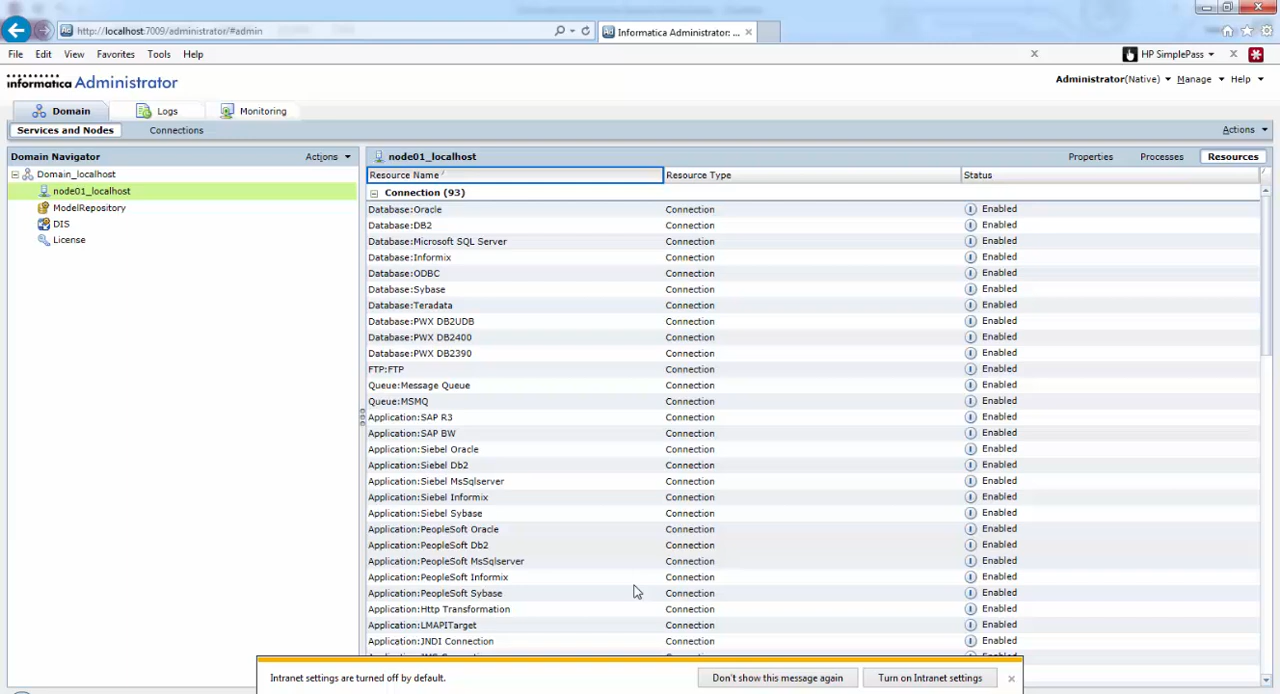 http://localhost:7009/administrator/#admin
Informatica Administrator: ...
File Edit View Favorites Tools Help
HP SimplePass
informatica Administrator
Administrator(Native) Manage Help
Domain Logs Monitoring
Services and Nodes Connections
Actions
Domain Navigator Actions
Domain_localhost
node01_localhost
ModelRepository
DIS
License
node01_localhost Properties Processes Resources
Resource Name Resource Type Status
Connection (93)
Database:Oracle Connection Enabled
Database:DB2 Connection Enabled
Database:Microsoft SQL Server Connection Enabled
Database:Informix Connection Enabled
Database:ODBC Connection Enabled
Database:Sybase Connection Enabled
Database:Teradata Connection Enabled
Database:PWX DB2UDB Connection Enabled
Database:PWX DB2400 Connection Enabled
Database:PWX DB2390 Connection Enabled
FTP:FTP Connection Enabled
Queue:Message Queue Connection Enabled
Queue:MSMQ Connection Enabled
Application:SAP R3 Connection Enabled
Application:SAP BW Connection Enabled
Application:Siebel Oracle Connection Enabled
Application:Siebel Db2 Connection Enabled
Application:Siebel MsSqlserver Connection Enabled
Application:Siebel Informix Connection Enabled
Application:Siebel Sybase Connection Enabled
Application:PeopleSoft Oracle Connection Enabled
Application:PeopleSoft Db2 Connection Enabled
Application:PeopleSoft MsSqlserver Connection Enabled
Application:PeopleSoft Informix Connection Enabled
Application:PeopleSoft Sybase Connection Enabled
Application:Http Transformation Connection Enabled
Application:LMAPITarget Connection Enabled
Application:JNDI Connection Connection Enabled
Intranet settings are turned off by default. Don't show this message again Turn on Intranet settings